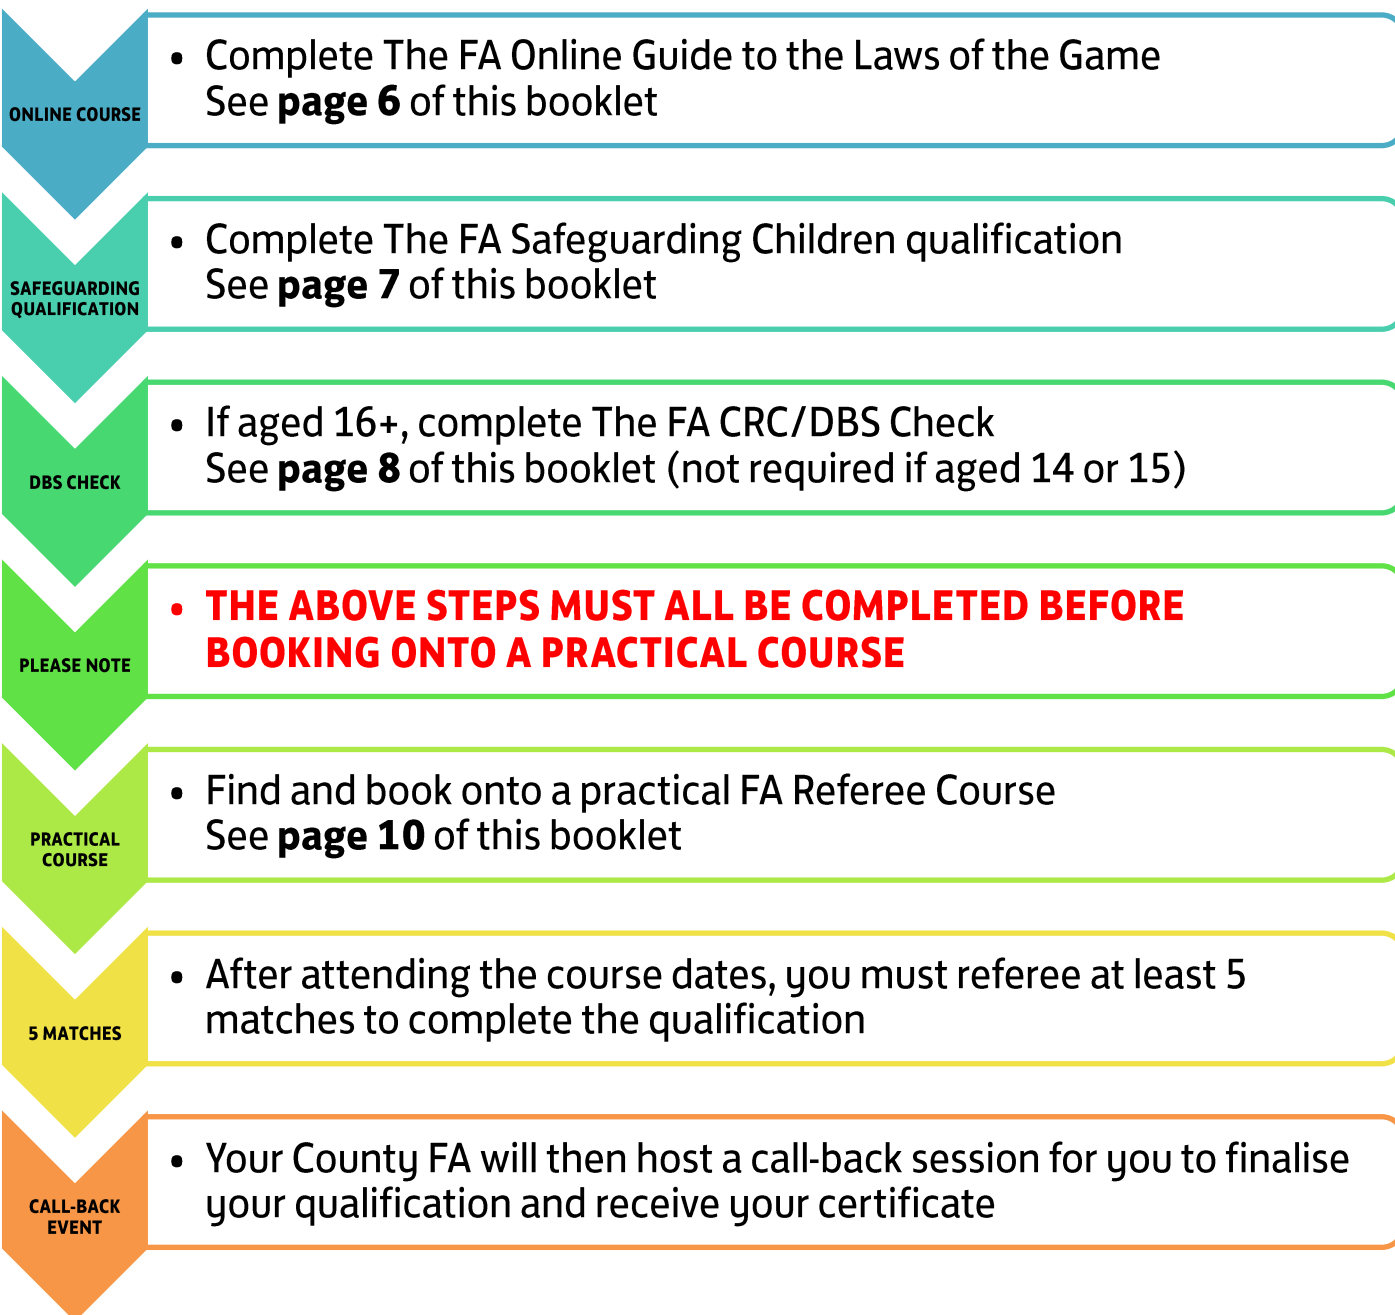 ONLINE COURSE
• Complete The FA Online Guide to the Laws of the Game
See page 6 of this booklet
SAFEGUARDING
QUALIFICATION
• Complete The FA Safeguarding Children qualification
See page 7 of this booklet
DBS CHECK
• If aged 16+, complete The FA CRC/DBS Check
See page 8 of this booklet (not required if aged 14 or 15)
PLEASE NOTE
• THE ABOVE STEPS MUST ALL BE COMPLETED BEFORE
BOOKING ONTO A PRACTICAL COURSE
PRACTICAL
COURSE
• Find and book onto a practical FA Referee Course
See page 10 of this booklet
5 MATCHES
• After attending the course dates, you must referee at least 5
matches to complete the qualification
CALL-BACK
EVENT
• Your County FA will then host a call-back session for you to finalise
your qualification and receive your certificate